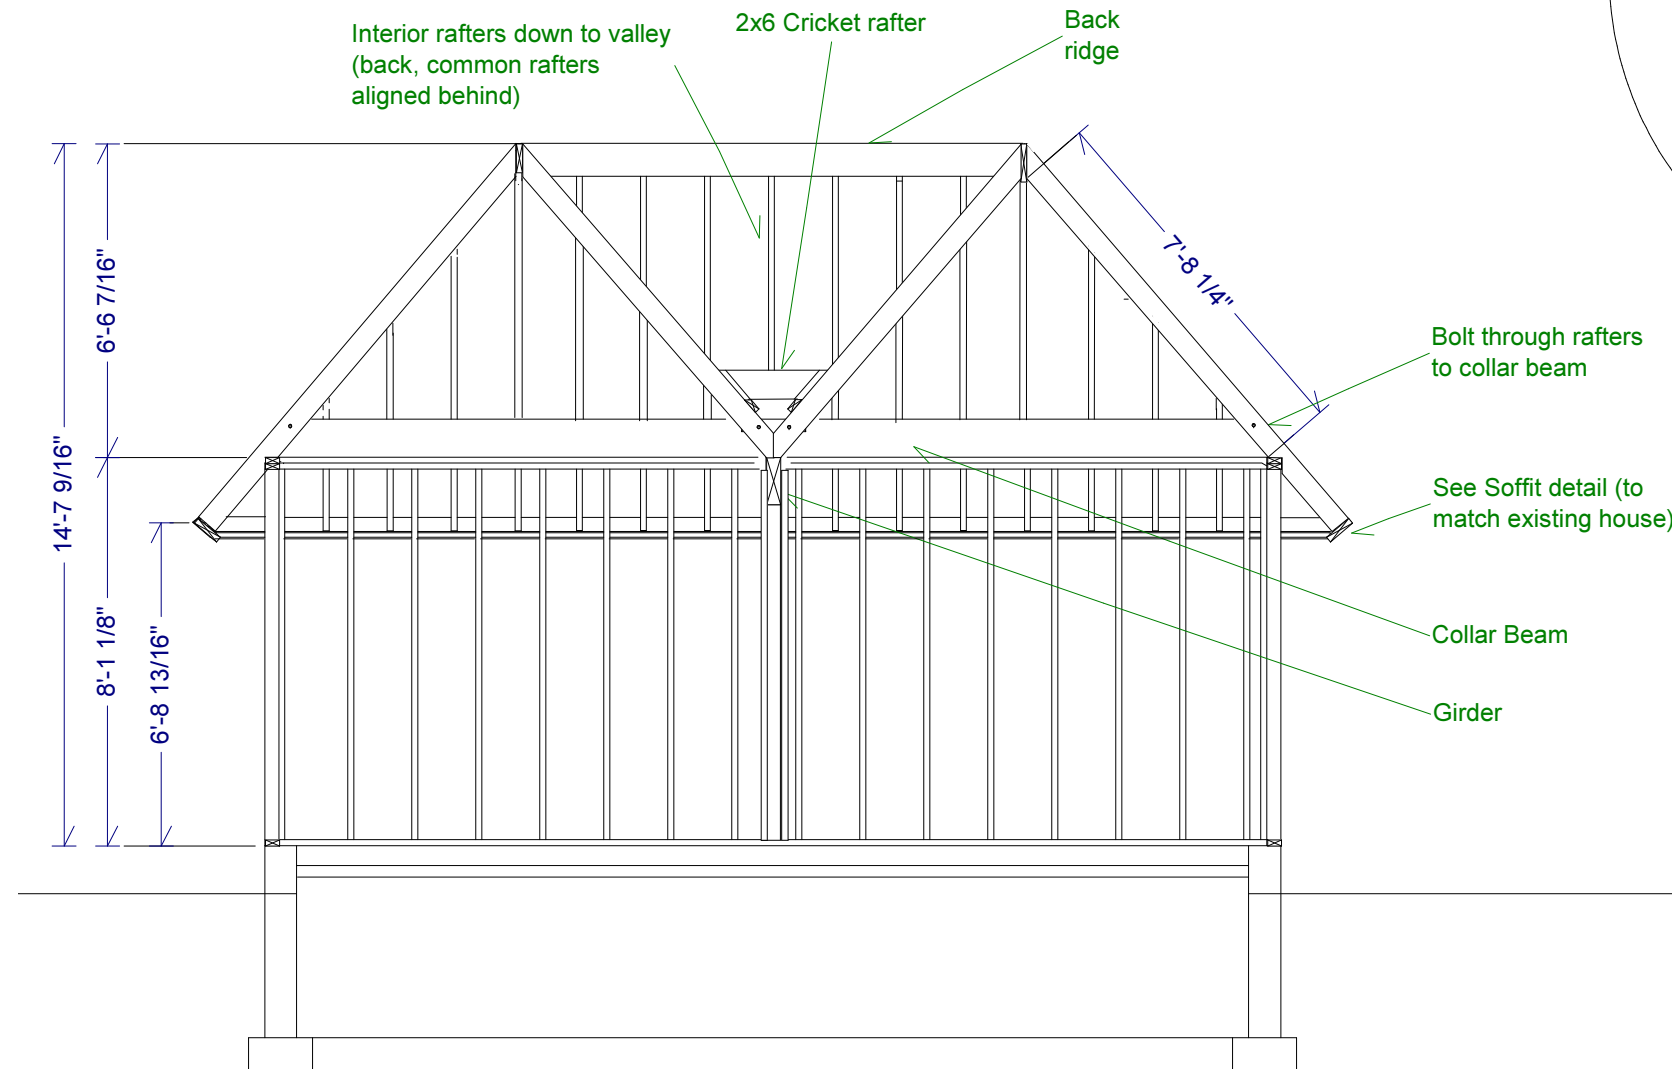 Interior rafters down to valley
(back, common rafters
aligned behind)
2x6 Cricket rafter
Back
ridge
7'-8 1/4"
6'-6 7/16"
14'-7 9/16"
8'-1 1/8"
6'-8 13/16"
Bolt through rafters
to collar beam
See Soffit detail (to
match existing house)
Collar Beam
Girder